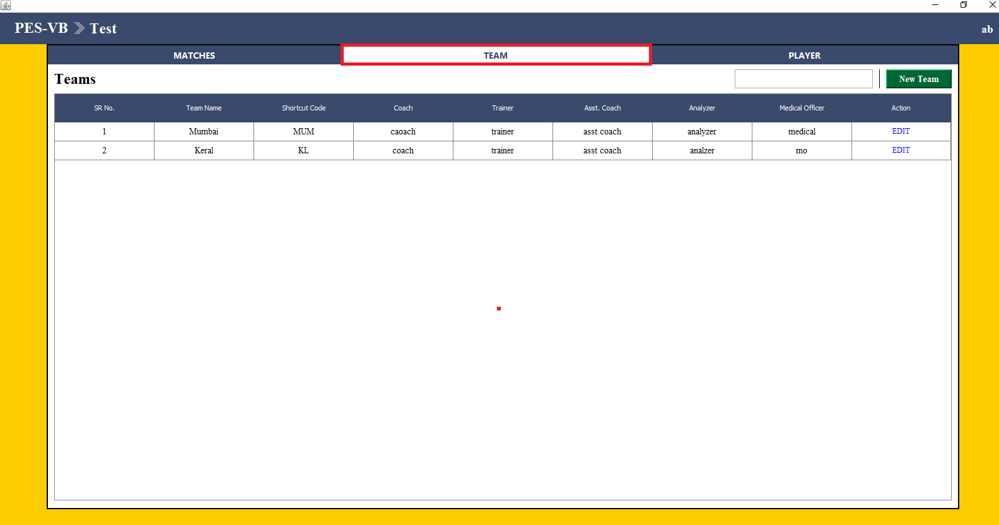 PES-VB Test ab
MATCHES TEAM PLAYER
Teams New Team
SR No. Team Name Shortcut Code Coach Trainer Asst. Coach Analyzer Medical Officer Action
1 Mumbai MUM caoach trainer asst coach analyzer medical EDIT
2 Keral KL coach trainer asst coach analzer mo EDIT